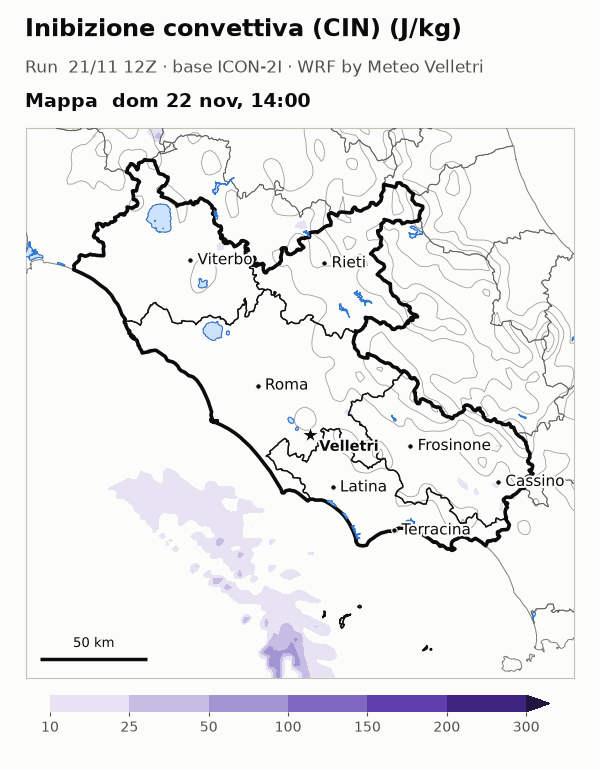 Inibizione convettiva (CIN) (J/kg)
Run  21/11 12Z · base ICON-2I · WRF by Meteo Velletri
Mappa  dom 22 nov, 14:00
Viterbo
Rieti
Roma
Velletri
Frosinone
Cassino
Latina
Terracina
50 km
10 25 50 100 150 200 300